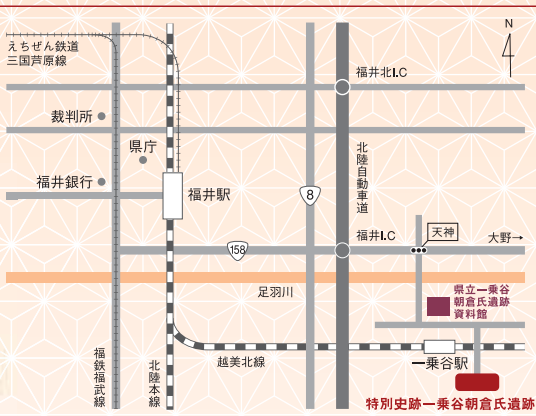 N
えちぜん鉄道
三国芦原線
福井北I.C
裁判所
県庁
北陸自動車道
福井銀行
福井駅
8
天神
福井I.C
大野→
158
足羽川
県立一乗谷
朝倉氏遺跡
資料館
福鉄福武線
北陸本線
越美北線
一乗谷駅
特別史跡一乗谷朝倉氏遺跡